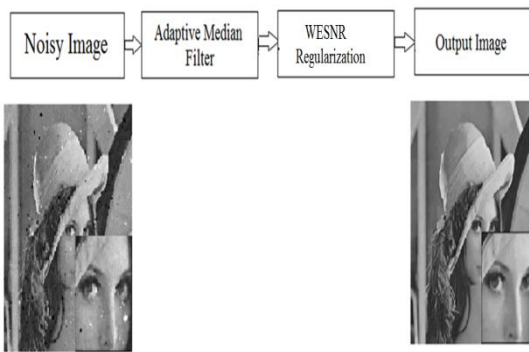 Noisy Image
Adaptive Median
Filter
WESNR
Regularization
Output Image